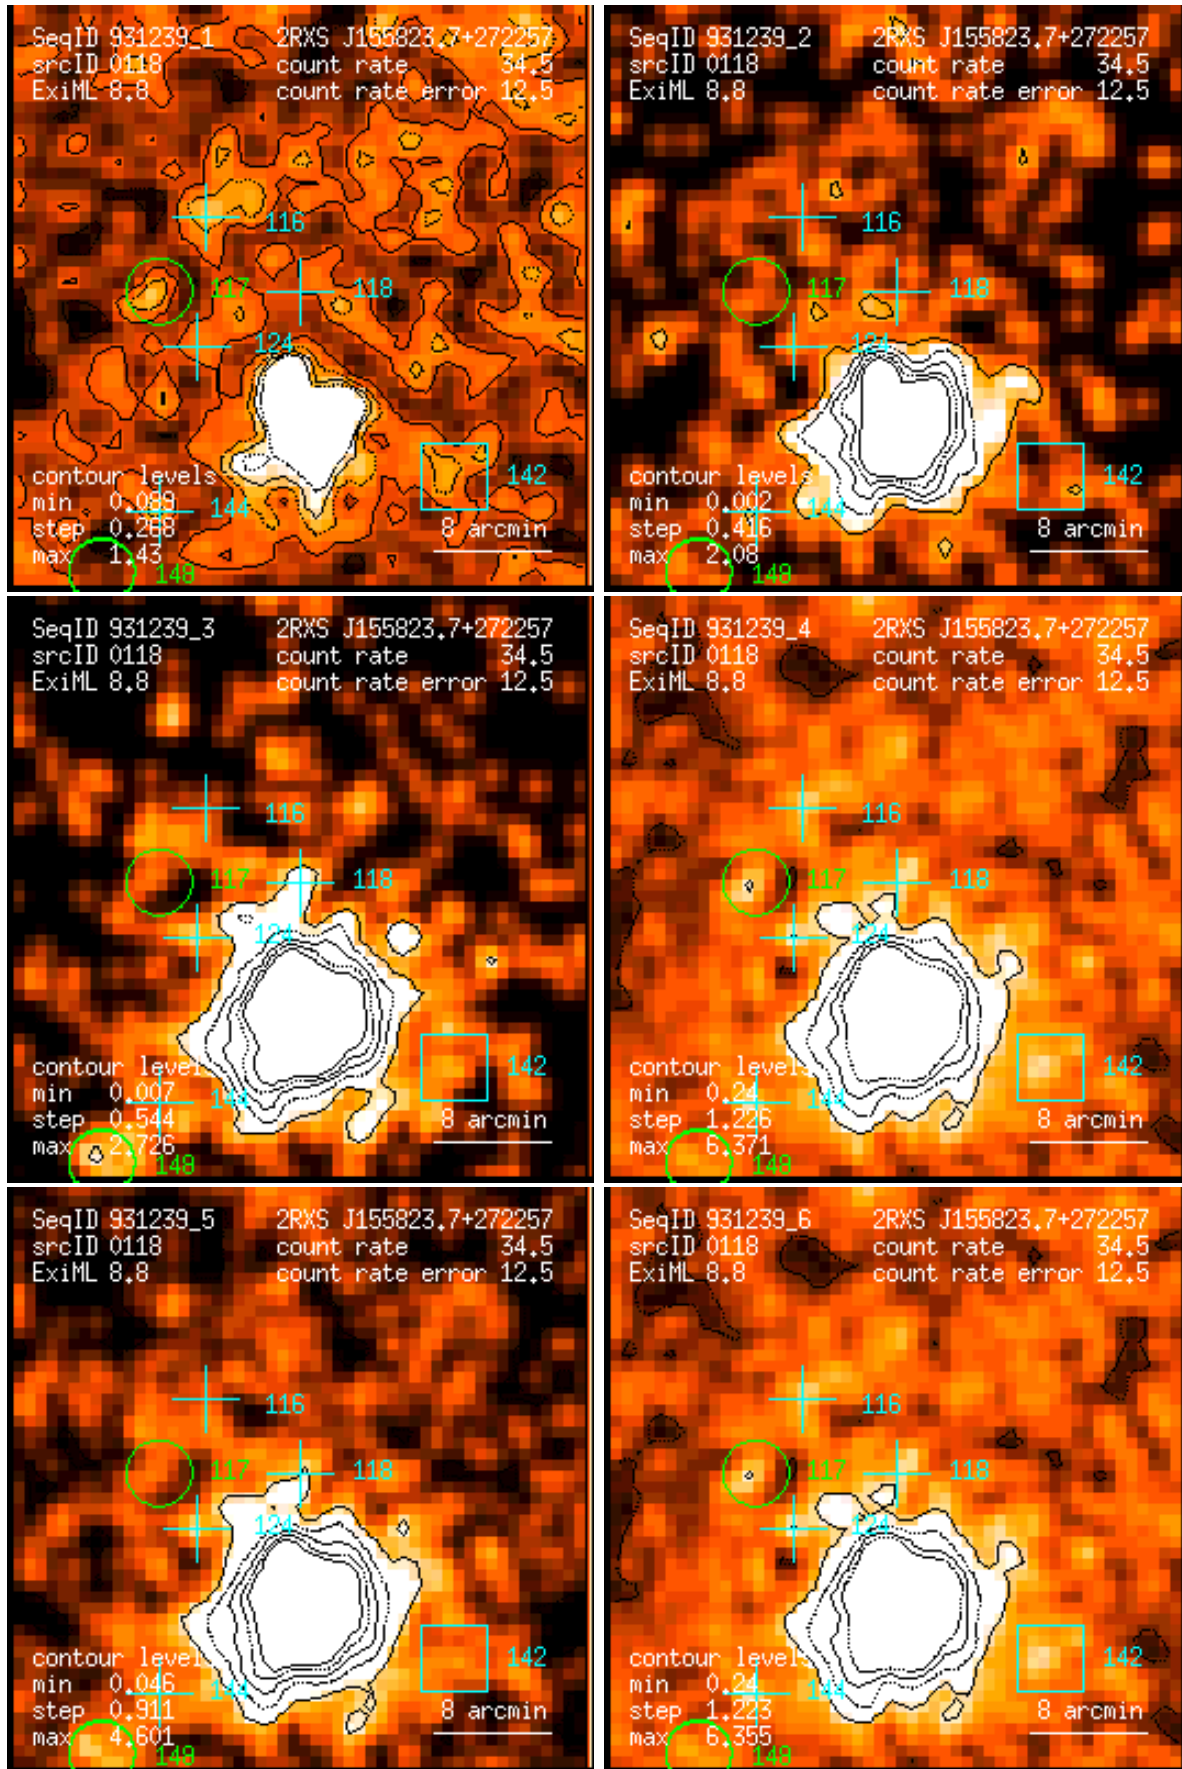 SeqID 931239_1 2RXS J155823.7+272257
srcID 0118 count rate 34.5
ExiML 8.8 count rate error 12.5
116
117
118
124
contour levels
142
min 0.089
144
step 0.268
8 arcmin
max 1.43
148
SeqID 931239_2 2RXS J155823.7+272257
srcID 0118 count rate 34.5
ExiML 8.8 count rate error 12.5
116
117
118
124
contour levels
142
min 0.002
144
step 0.416
8 arcmin
max 2.08
148
SeqID 931239_3 2RXS J155823.7+272257
srcID 0118 count rate 34.5
ExiML 8.8 count rate error 12.5
116
117
118
124
contour levels
142
min 0.007
144
step 0.544
8 arcmin
max 2.726
148
SeqID 931239_4 2RXS J155823.7+272257
srcID 0118 count rate 34.5
ExiML 8.8 count rate error 12.5
116
117
118
124
contour levels
142
min 0.24
144
step 1.226
8 arcmin
max 6.371
148
SeqID 931239_5 2RXS J155823.7+272257
srcID 0118 count rate 34.5
ExiML 8.8 count rate error 12.5
116
117
118
124
contour levels
142
min 0.046
144
step 0.911
8 arcmin
max 4.601
148
SeqID 931239_6 2RXS J155823.7+272257
srcID 0118 count rate 34.5
ExiML 8.8 count rate error 12.5
116
117
118
124
contour levels
142
min 0.24
144
step 1.223
8 arcmin
max 6.355
148